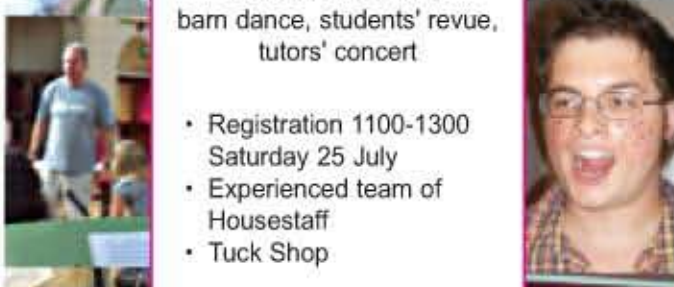 barn dance, students' revue,
tutors' concert
· Registration 1100-1300
Saturday 25 July
· Experienced team of
Housestaff
· Tuck Shop